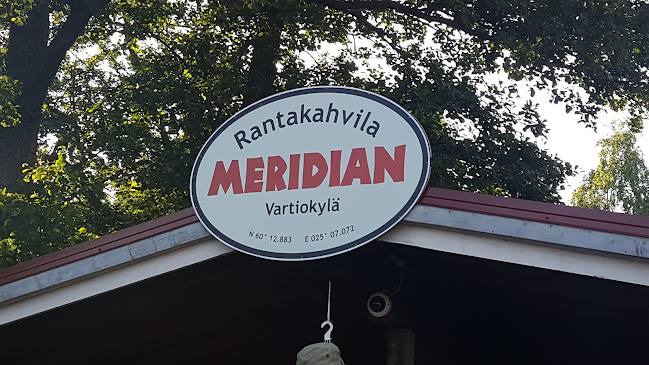 Rantakahvila
MERIDIAN
Vartiokylä
N 60° 12.883 E 025° 07.072